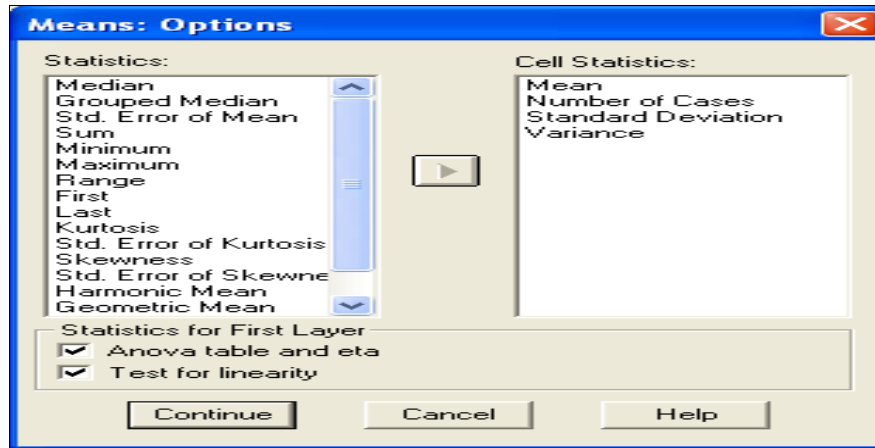 Means: Options
Statistics:
Median
Grouped Median
Std. Error of Mean
Sum
Minimum
Maximum
Range
First
Last
Kurtosis
Std. Error of Kurtosis
Skewness
Std. Error of Skewne
Harmonic Mean
Geometric Mean
Cell Statistics:
Mean
Number of Cases
Standard Deviation
Variance
Statistics for First Layer
Anova table and eta
Test for linearity
Continue
Cancel
Help